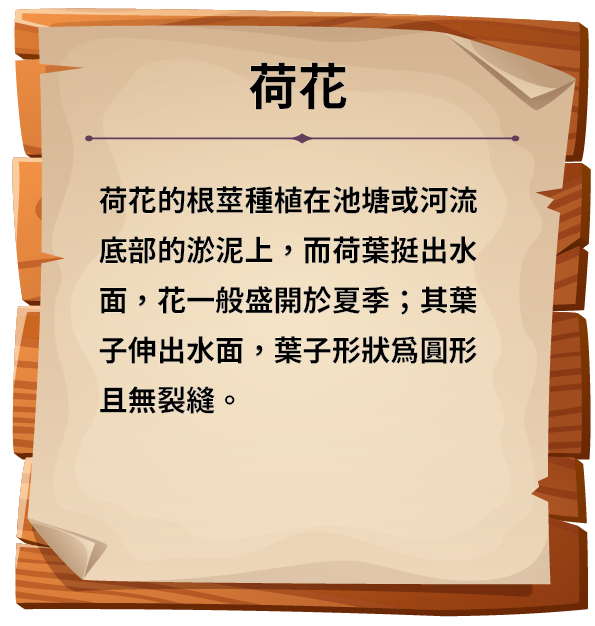 荷花
荷花的根莖種植在池塘或河流
底部的淤泥上，而荷葉挺出水
面，花一般盛開於夏季；其葉
子伸出水面，葉子形狀爲圓形
且無裂縫。